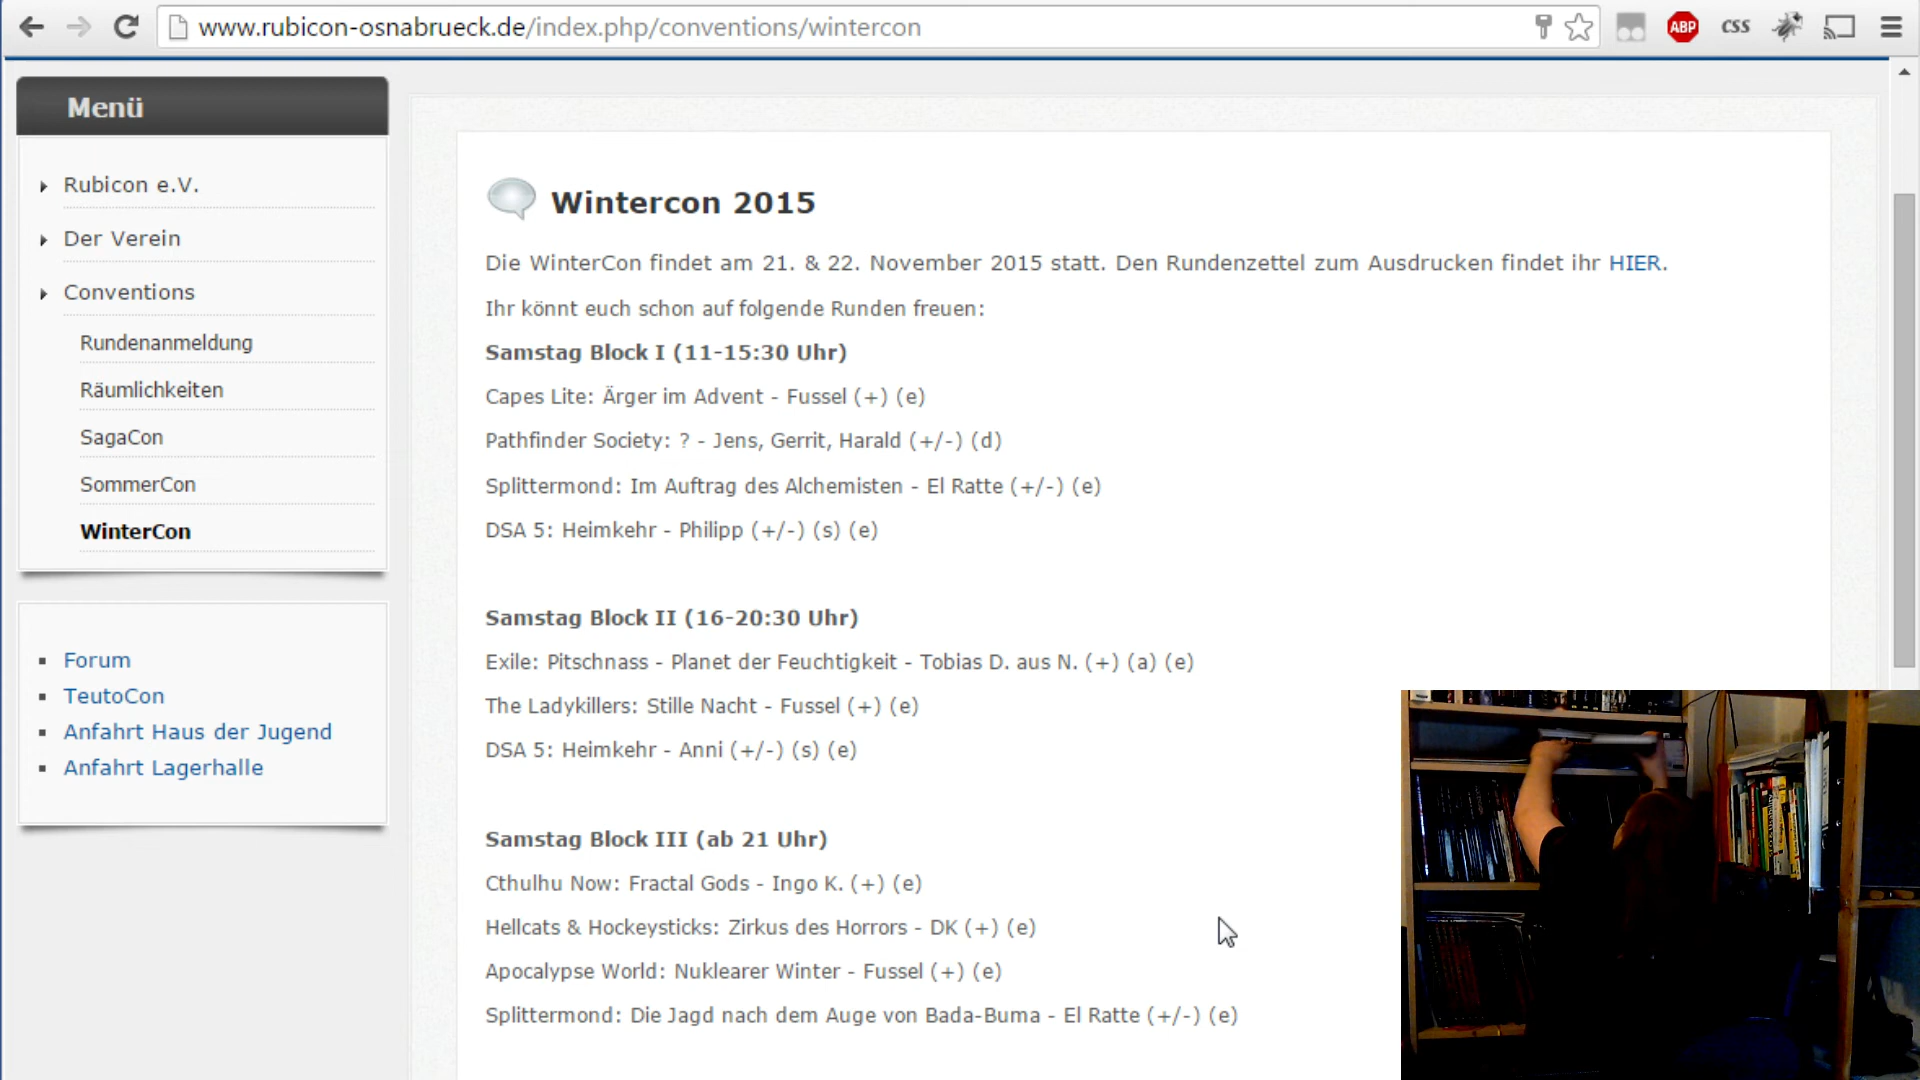 www.rubicon-osnabrueck.de/index.php/conventions/wintercon
ABP
CSS
Menü
Rubicon e.V.
Der Verein
Conventions
Rundenanmeldung
Räumlichkeiten
SagaCon
SommerCon
WinterCon
Forum
TeutoCon
Anfahrt Haus der Jugend
Anfahrt Lagerhalle
Wintercon 2015
Die WinterCon findet am 21. & 22. November 2015 statt. Den Rundenzettel zum Ausdrucken findet ihr HIER.
Ihr könnt euch schon auf folgende Runden freuen:
Samstag Block I (11-15:30 Uhr)
Capes Lite: Ärger im Advent - Fussel (+) (e)
Pathfinder Society: ? - Jens, Gerrit, Harald (+/-) (d)
Splittermond: Im Auftrag des Alchemisten - El Ratte (+/-) (e)
DSA 5: Heimkehr - Philipp (+/-) (s) (e)
Samstag Block II (16-20:30 Uhr)
Exile: Pitschnass - Planet der Feuchtigkeit - Tobias D. aus N. (+) (a) (e)
The Ladykillers: Stille Nacht - Fussel (+) (e)
DSA 5: Heimkehr - Anni (+/-) (s) (e)
Samstag Block III (ab 21 Uhr)
Cthulhu Now: Fractal Gods - Ingo K. (+) (e)
Hellcats & Hockeysticks: Zirkus des Horrors - DK (+) (e)
Apocalypse World: Nuklearer Winter - Fussel (+) (e)
Splittermond: Die Jagd nach dem Auge von Bada-Buma - El Ratte (+/-) (e)